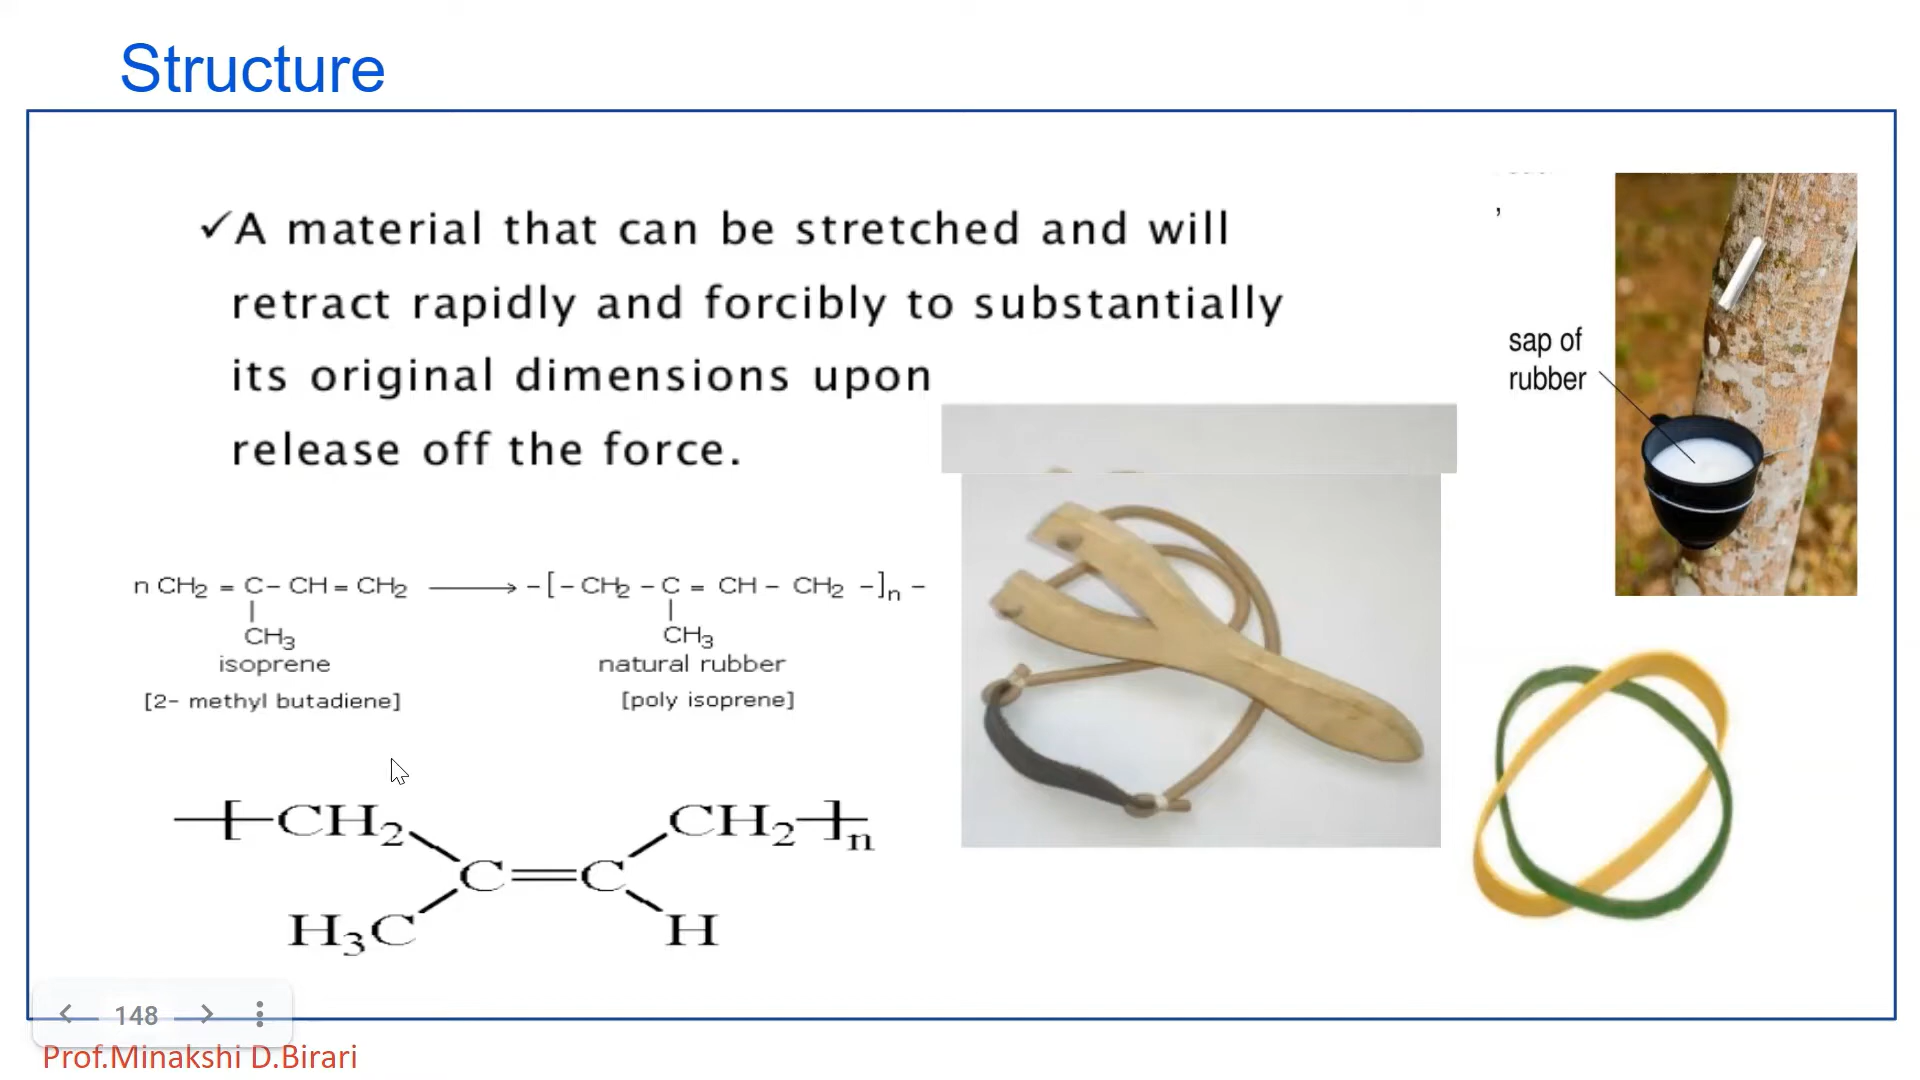 Structure
✓A material that can be stretched and will
retract rapidly and forcibly to substantially
its original dimensions upon
release off the force.
,
sap of
rubber
n CH₂ = C – CH = CH₂ ⟶ –[– CH₂ – C = CH – CH₂ –]ₙ –
CH₃ CH₃
isoprene natural rubber
[2- methyl butadiene] [poly isoprene]
–[–CH₂ CH₂–]–ₙ
C=C
H₃C H
148
Prof.Minakshi D.Birari